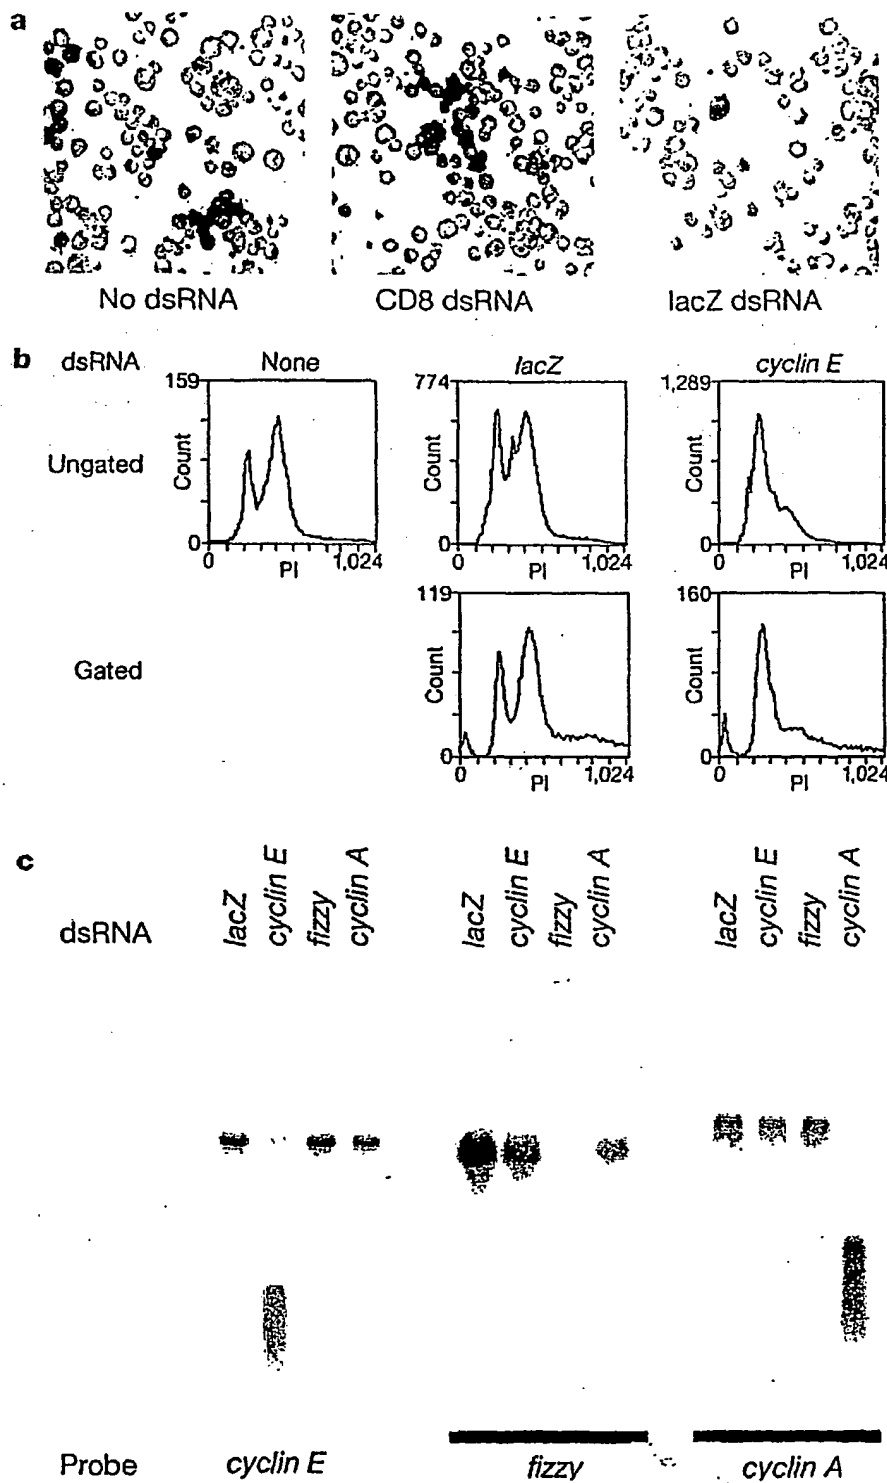 a
No dsRNA CD8 dsRNA lacZ dsRNA
b dsRNA None lacZ cyclin E
159 774 1,289
Ungated Count Count Count
0 0 0
0 1,024 0 1,024 0 1,024
PI PI PI
119 160
Gated Count Count
0 0
0 1,024 0 1,024
PI PI
c
dsRNA lacZ cyclin E fizzy cyclin A lacZ cyclin E fizzy cyclin A lacZ cyclin E fizzy cyclin A
Probe cyclin E fizzy cyclin A